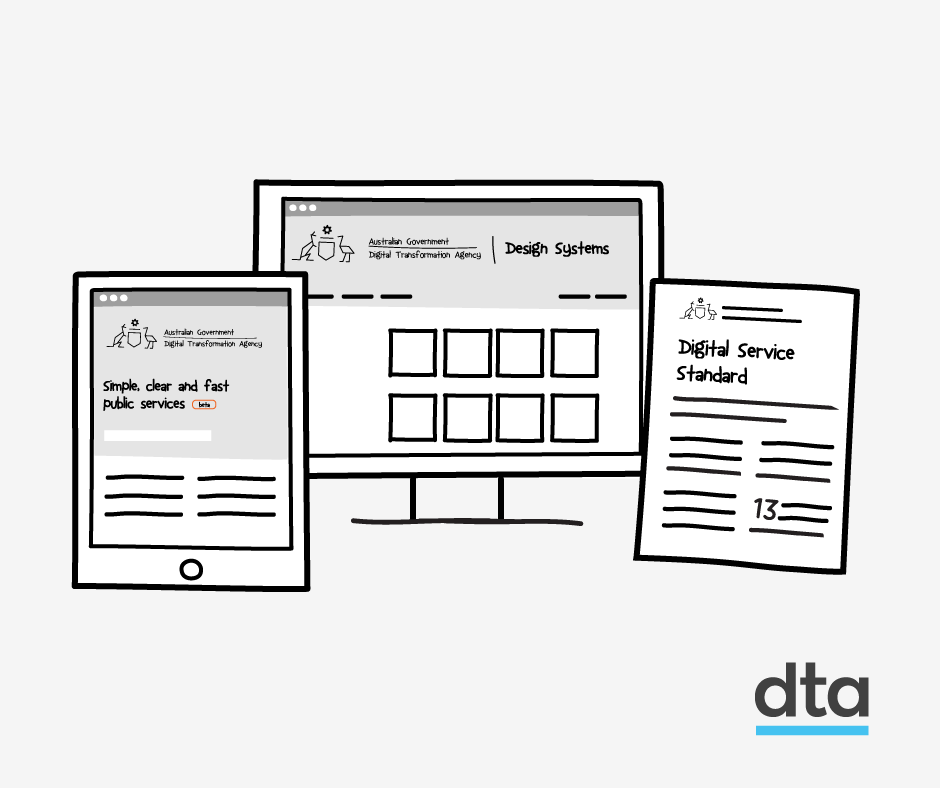 Australian Government
Digital Transformation Agency
Design Systems
Australian Government
Digital Transformation Agency
Simple, clear and fast
public services beta
Digital Service
Standard
13
dta